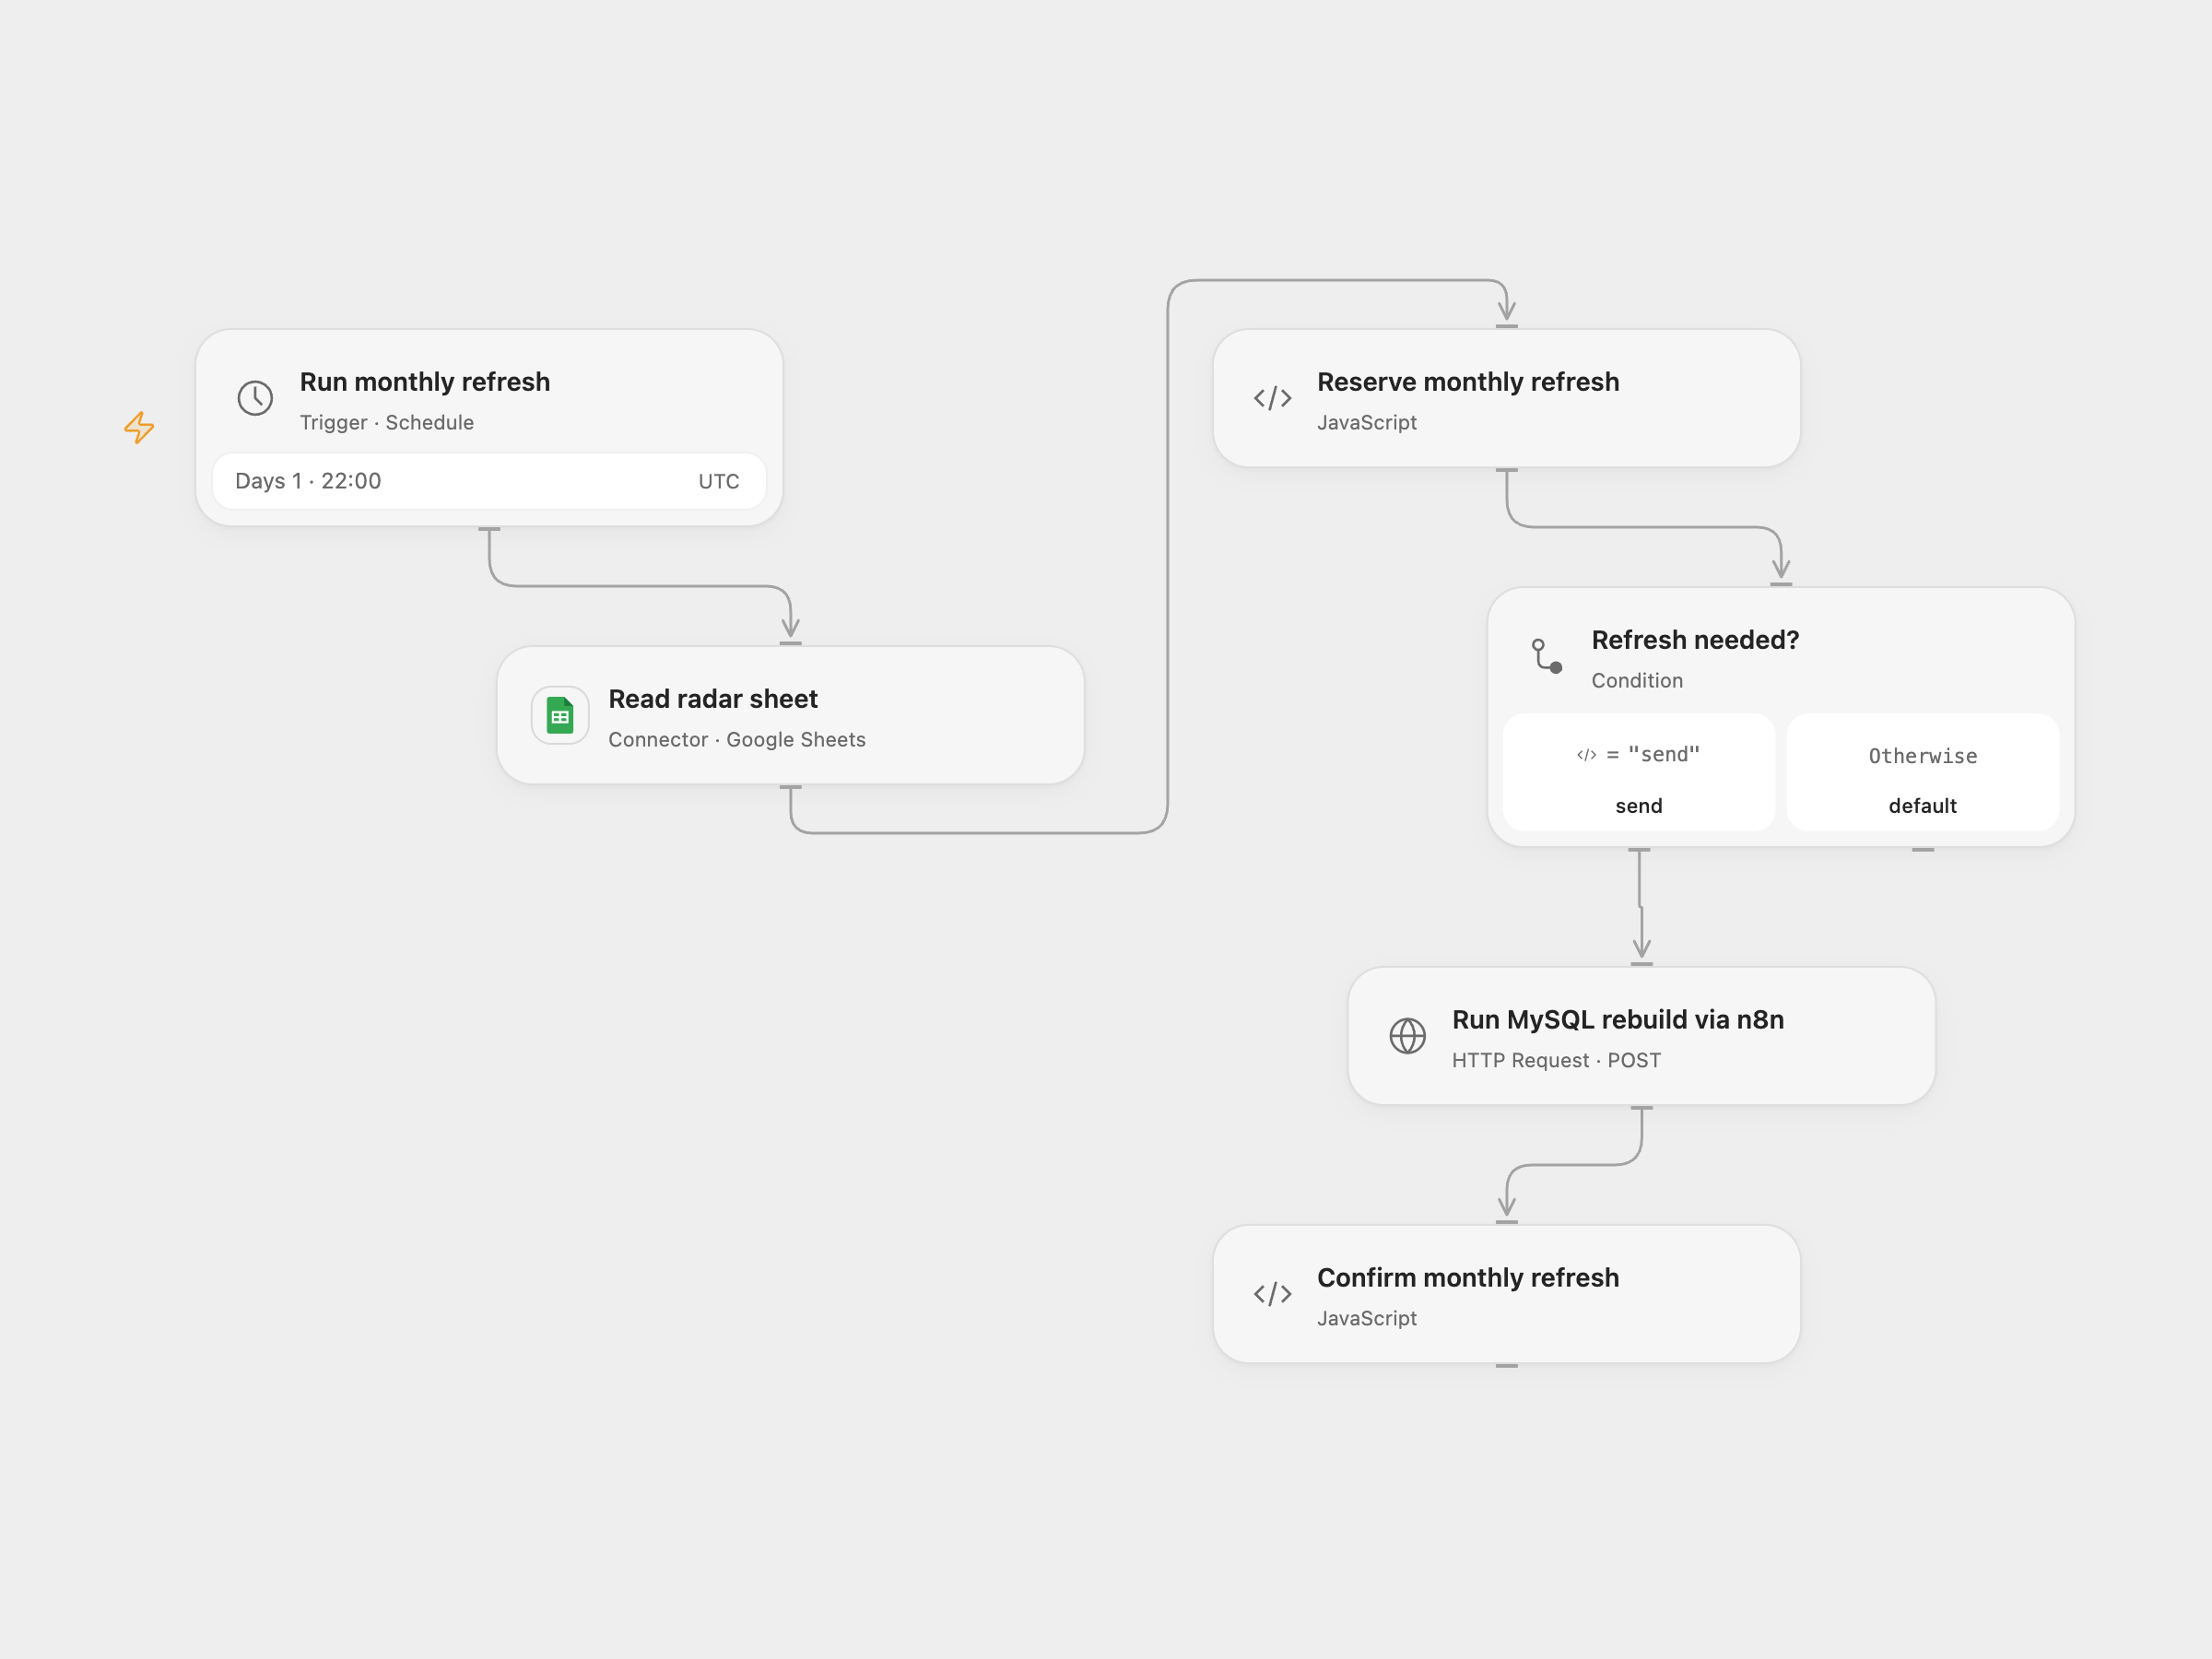 Run monthly refresh
Trigger · Schedule
Days 1 · 22:00 UTC
Read radar sheet
Connector · Google Sheets
Reserve monthly refresh
JavaScript
Refresh needed?
Condition
</> = "send"
send
Otherwise
default
Run MySQL rebuild via n8n
HTTP Request · POST
Confirm monthly refresh
JavaScript